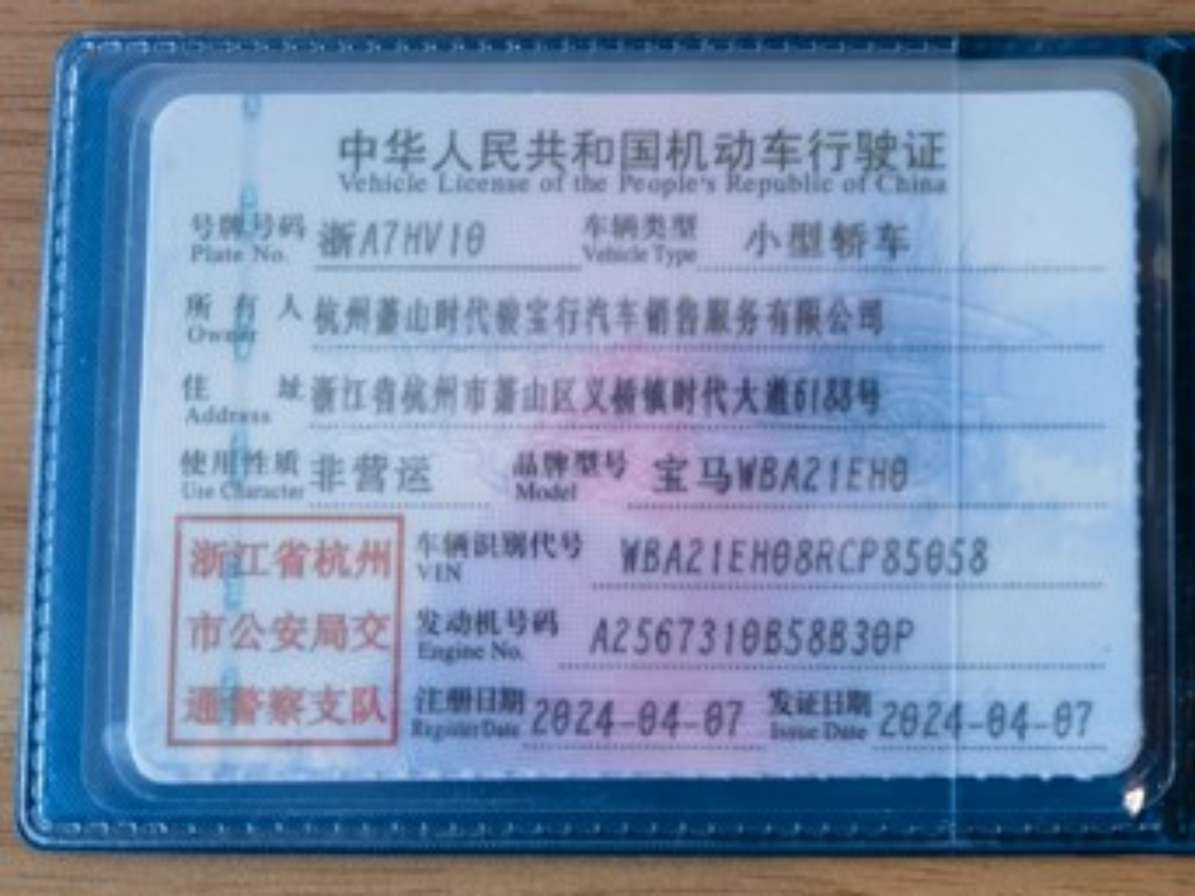 中华人民共和国机动车行驶证
Vehicle License of the People's Republic of China
号牌号码 浙A7HV10 车辆类型 小型轿车
Plate No. Vehicle Type
所有人 杭州萧山时代骏宝行汽车销售服务有限公司
Owner
住址 浙江省杭州市萧山区义桥镇时代大道6188号
Address
使用性质 非营运 品牌型号 宝马WBA21EH0
Use Character Model
浙江省杭州
市公安局交
通警察支队
车辆识别代号 WBA21EH08RCP85058
VIN
发动机号码 A2567310B58B30P
Engine No.
注册日期 2024-04-07 发证日期 2024-04-07
Register Date Issue Date